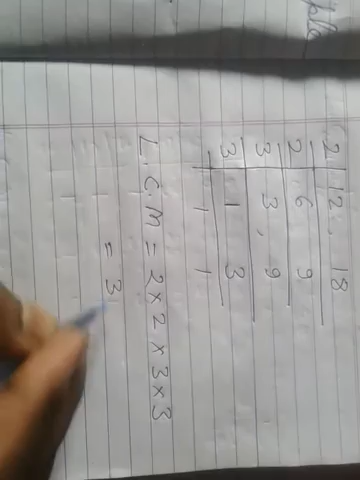 2 12, 18
2 6 9
3 3, 9
3 1 3
1 1
L.C.M = 2 × 2 × 3 × 3
= 3